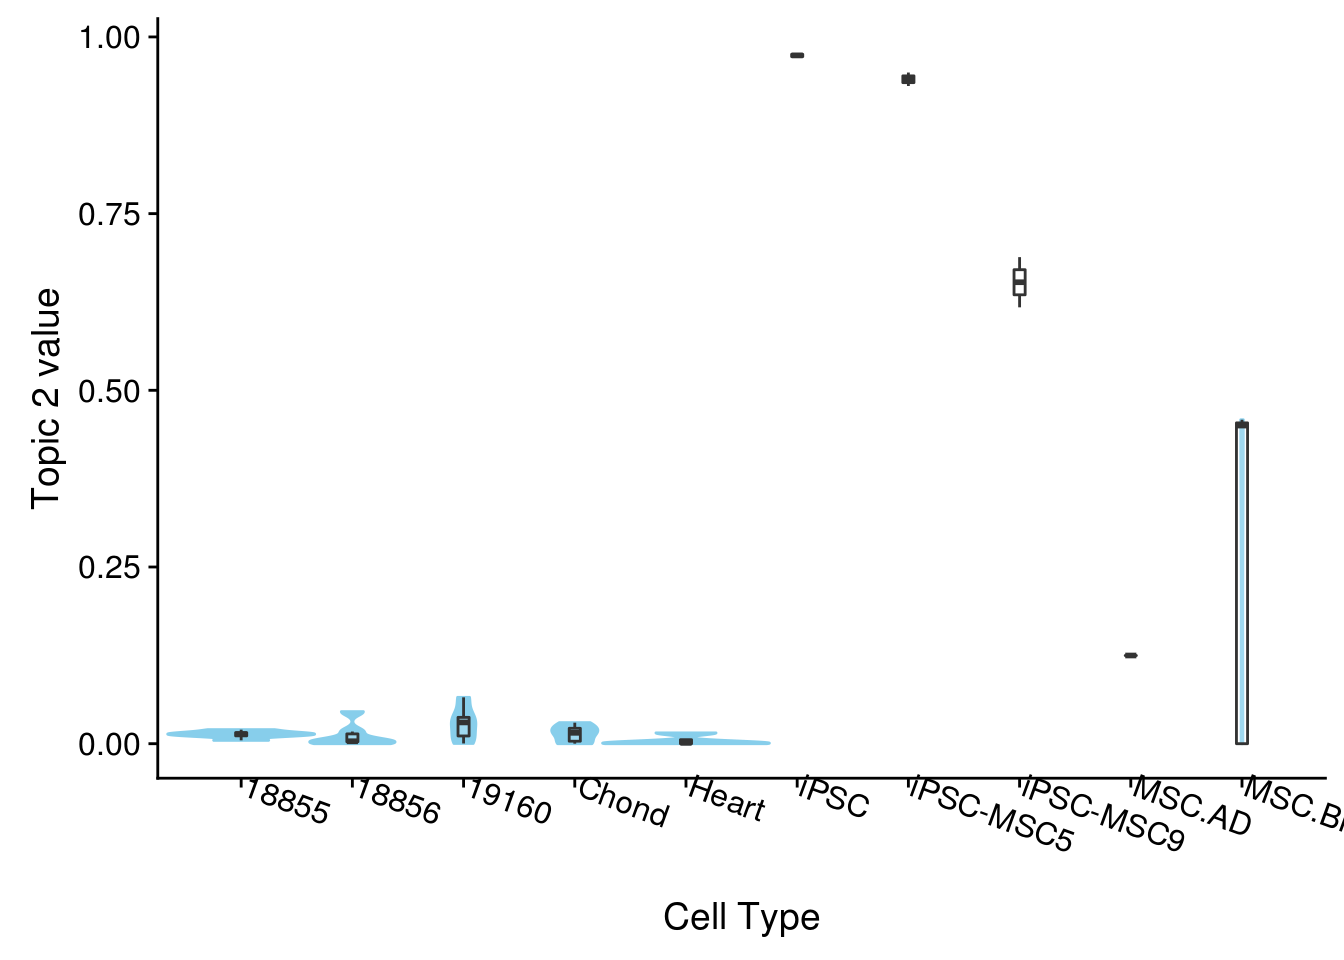 1.00
0.75
0.50
0.25
0.00
Topic 2 value
18855
18856
19160
Chond
Heart
iPSC
iPSC-MSC5
iPSC-MSC9
MSC.AD
Cell Type